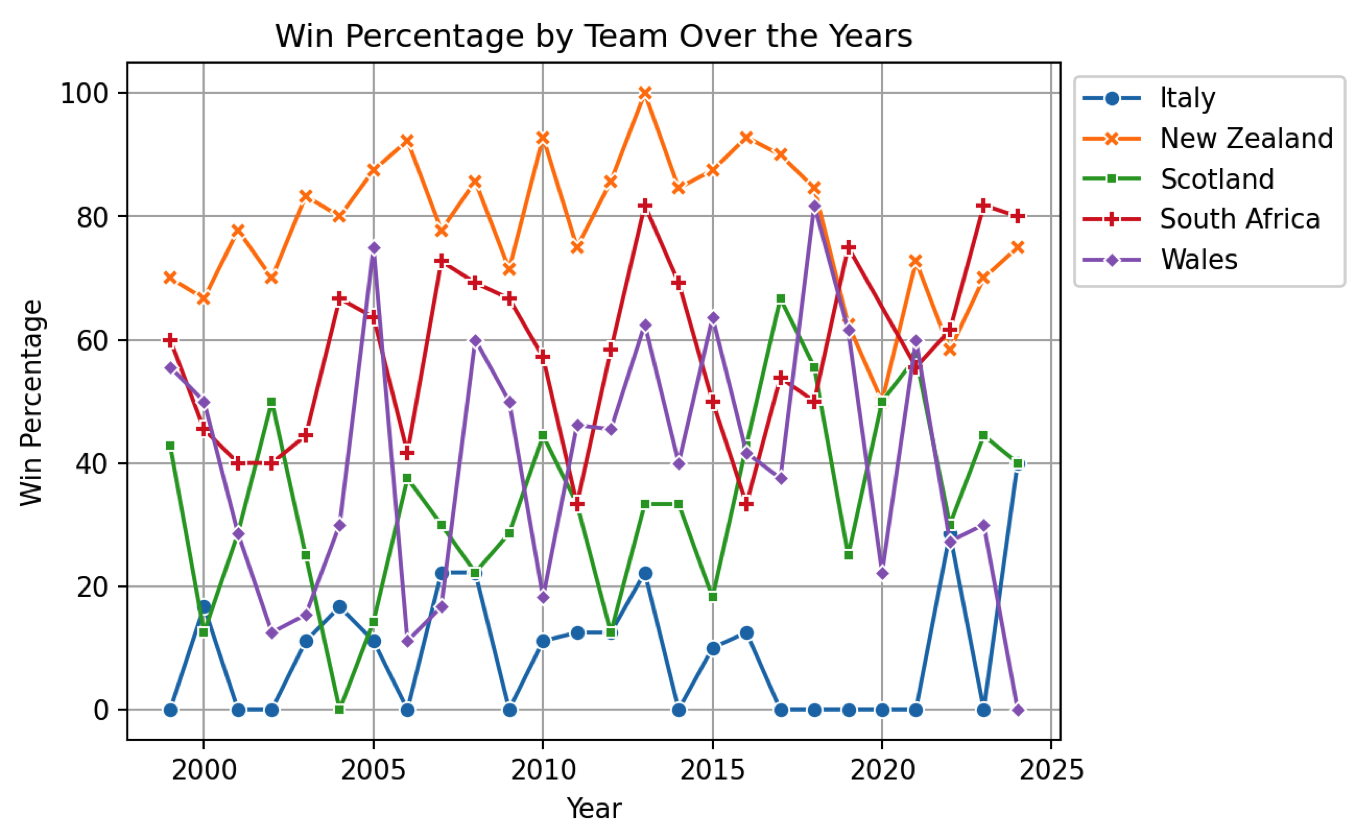 Win Percentage by Team Over the Years
Italy
New Zealand
Scotland
South Africa
Wales
Win Percentage
100
80
60
40
20
0
2000 2005 2010 2015 2020 2025
Year